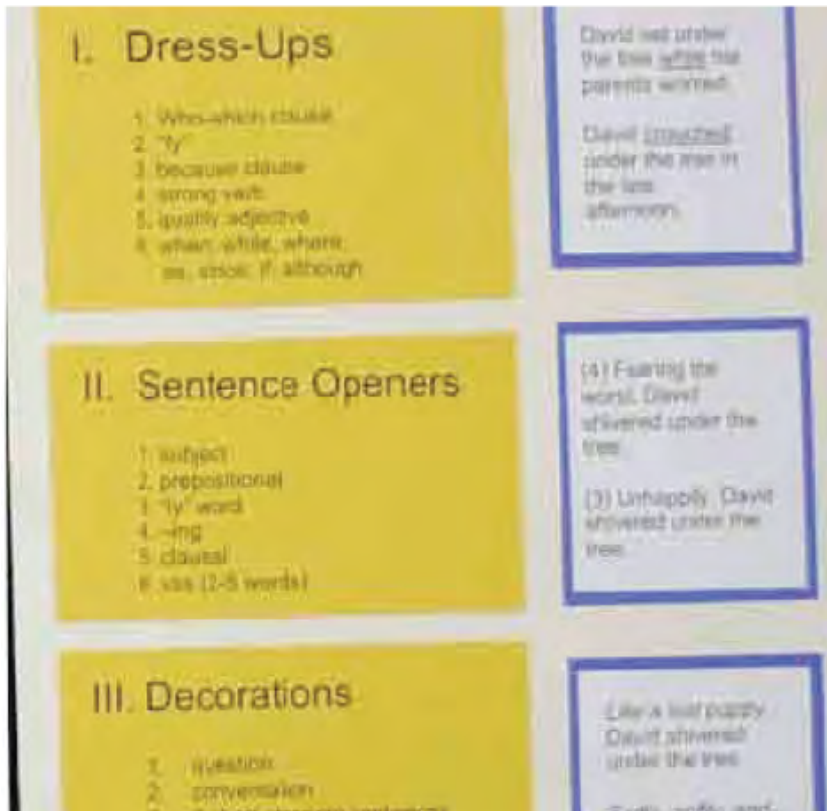 I. Dress-Ups
1. Who-which clause
2. "ly"
3. because clause
4. strong verb
5. quality adjective
6. when, while, where,
as, since, if, although
David sat under
the tree while his
parents worried.
David crouched
under the tree in
the late
afternoon.
II. Sentence Openers
1. subject
2. prepositional
3. "ly" word
4. -ing
5. clausal
6. vss (2-5 words)
(4) Fearing the
worst, David
shivered under the
tree.
(3) Unhappily, David
shivered under the
tree.
III. Decorations
1. question
2. conversation
Like a lost puppy
David shivered
under the tree.